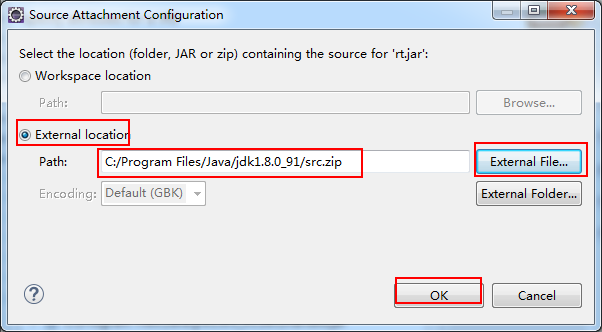 Source Attachment Configuration
Select the location (folder, JAR or zip) containing the source for 'rt.jar':
Workspace location
Path:
Browse...
External location
Path:
C:/Program Files/Java/jdk1.8.0_91/src.zip
External File...
Encoding:
Default (GBK)
External Folder...
?
OK
Cancel